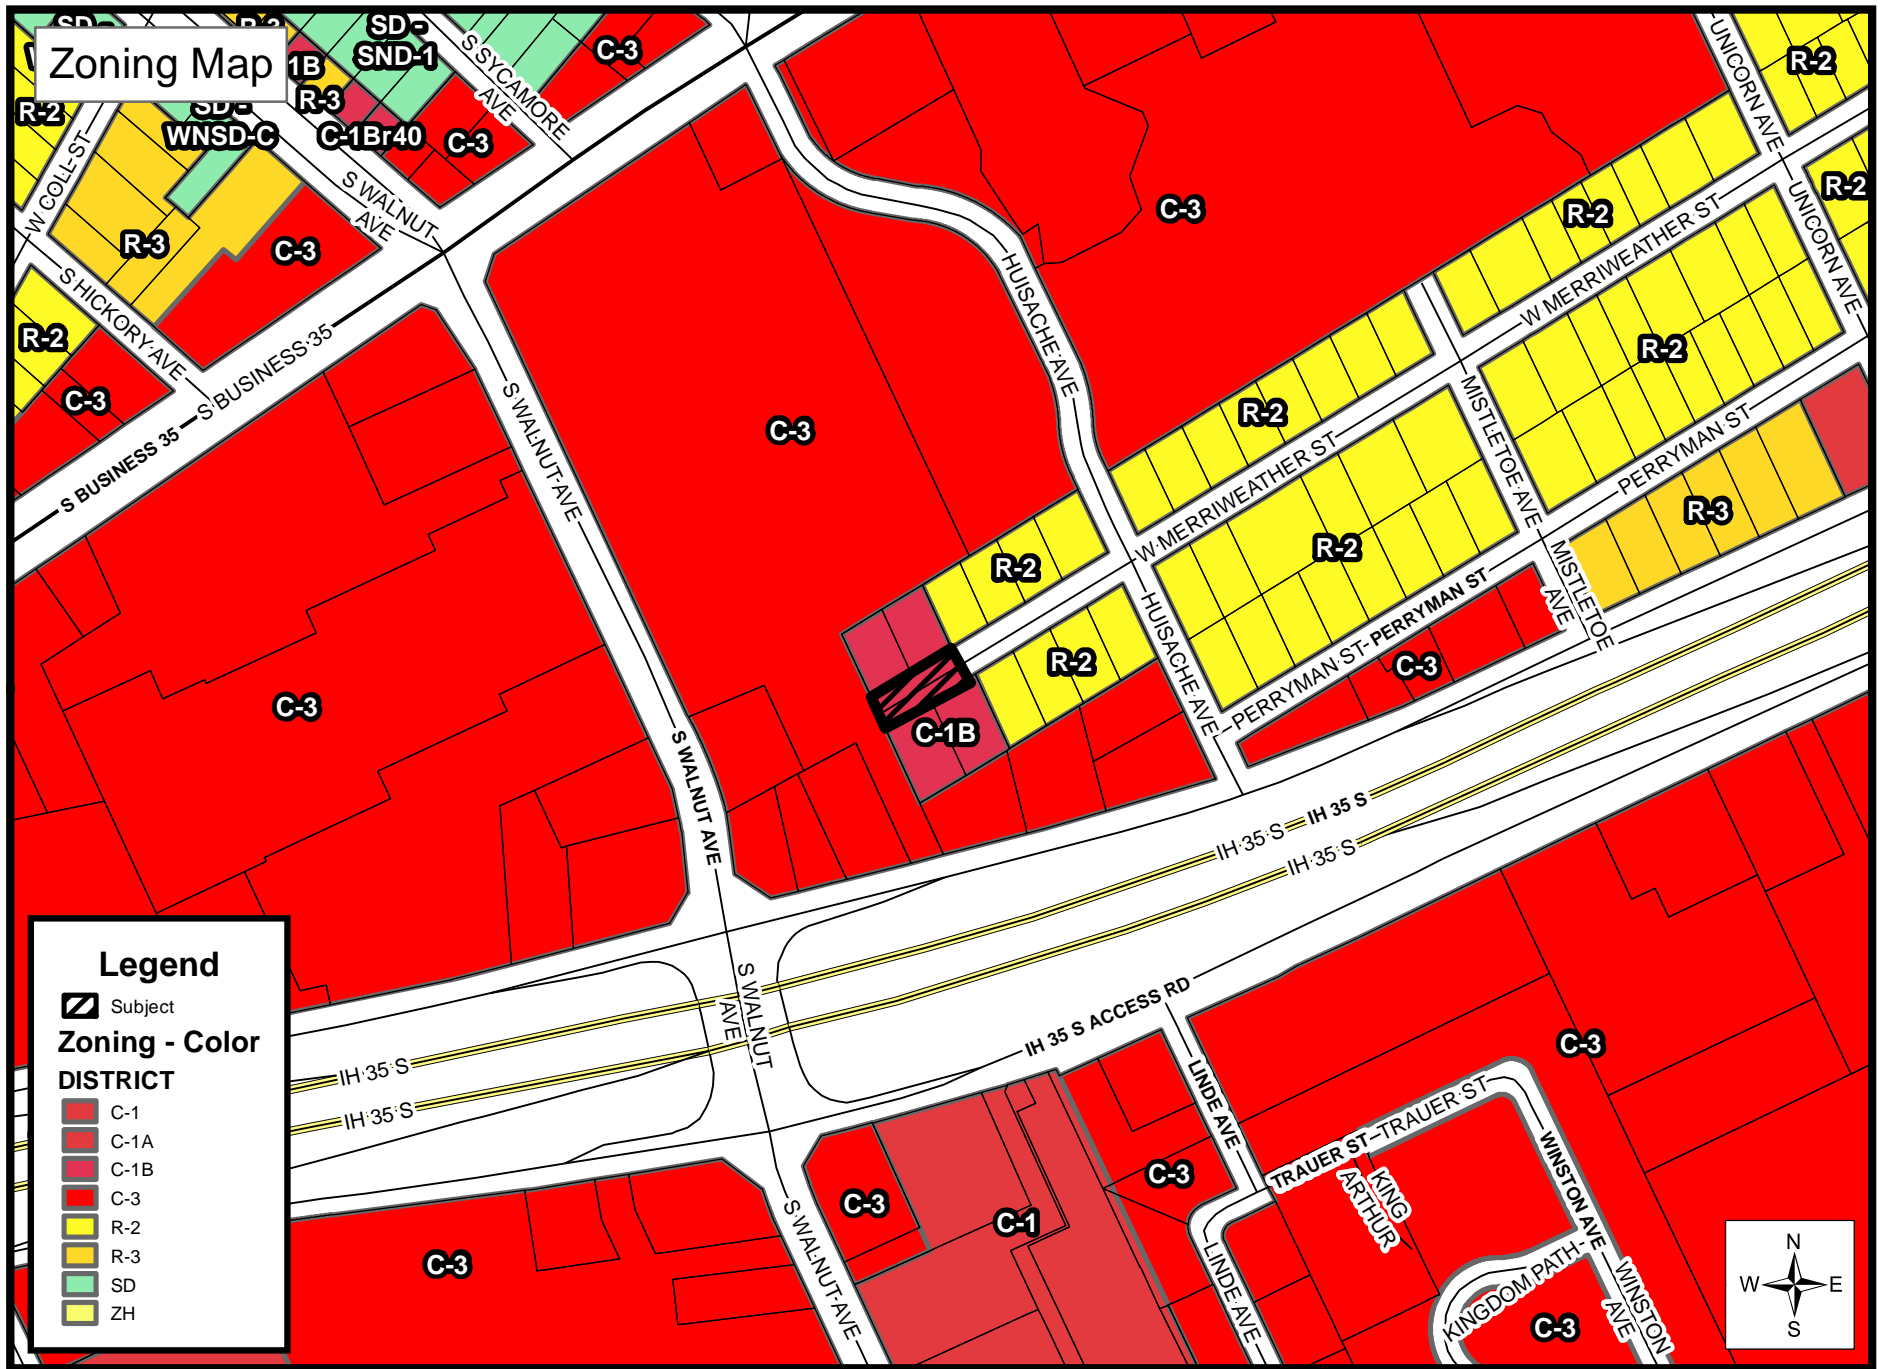 Zoning Map
SD -
R-2
SD -
SND-1
1B
R-3
C-1Br40
C-3
C-3
S SYCAMORE
AVE
R-2
SD -
WNSD-C
W COLL ST
S WALNUT
AVE
R-3
C-3
S HICKORY AVE
R-2
C-3
S BUSINESS 35
S BUSINESS 35
C-3
C-3
HUISACHE AVE
UNICORN AVE
R-2
R-2
UNICORN AVE
R-2
W MERRIWEATHER ST
R-2
R-2
W MERRIWEATHER ST
MISTLETOE AVE
PERRYMAN ST
R-3
MISTLETOE
AVE
R-2
R-2
R-2
HUISACHE AVE
PERRYMAN ST
PERRYMAN ST
C-3
C-1B
S WALNUT AVE
C-3
S WALNUT AVE
IH 35 S
IH 35 S
IH 35 S
S WALNUT
AVE
IH 35 S
IH 35 S
IH 35 S ACCESS RD
LINDE AVE
C-3
TRAUER ST
TRAUER ST
KING
ARTHUR
WINSTON AVE
WINSTON
AVE
KINGDOM PATH
C-3
C-3
C-1
C-3
LINDE AVE
S WALNUT AVE
C-3
Legend
Subject
Zoning - Color
DISTRICT
C-1
C-1A
C-1B
C-3
R-2
R-3
SD
ZH
N
W
E
S